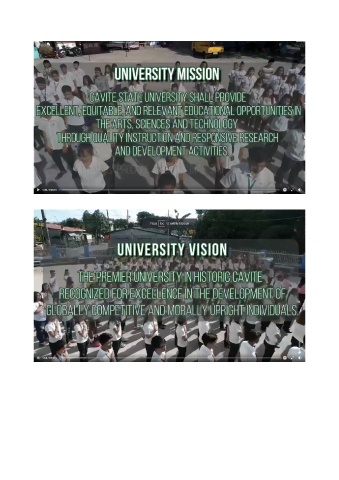 UNIVERSITY MISSION
CAVITE STATE UNIVERSITY SHALL PROVIDE
EXCELLENT, EQUITABLE AND RELEVANT EDUCATIONAL OPPORTUNITIES IN
THE ARTS, SCIENCES AND TECHNOLOGY
THROUGH QUALITY INSTRUCTION AND RESPONSIVE RESEARCH
AND DEVELOPMENT ACTIVITIES
UNIVERSITY VISION
THE PREMIER UNIVERSITY IN HISTORIC CAVITE
RECOGNIZED FOR EXCELLENCE IN THE DEVELOPMENT OF
GLOBALLY COMPETITIVE AND MORALLY UPRIGHT INDIVIDUALS